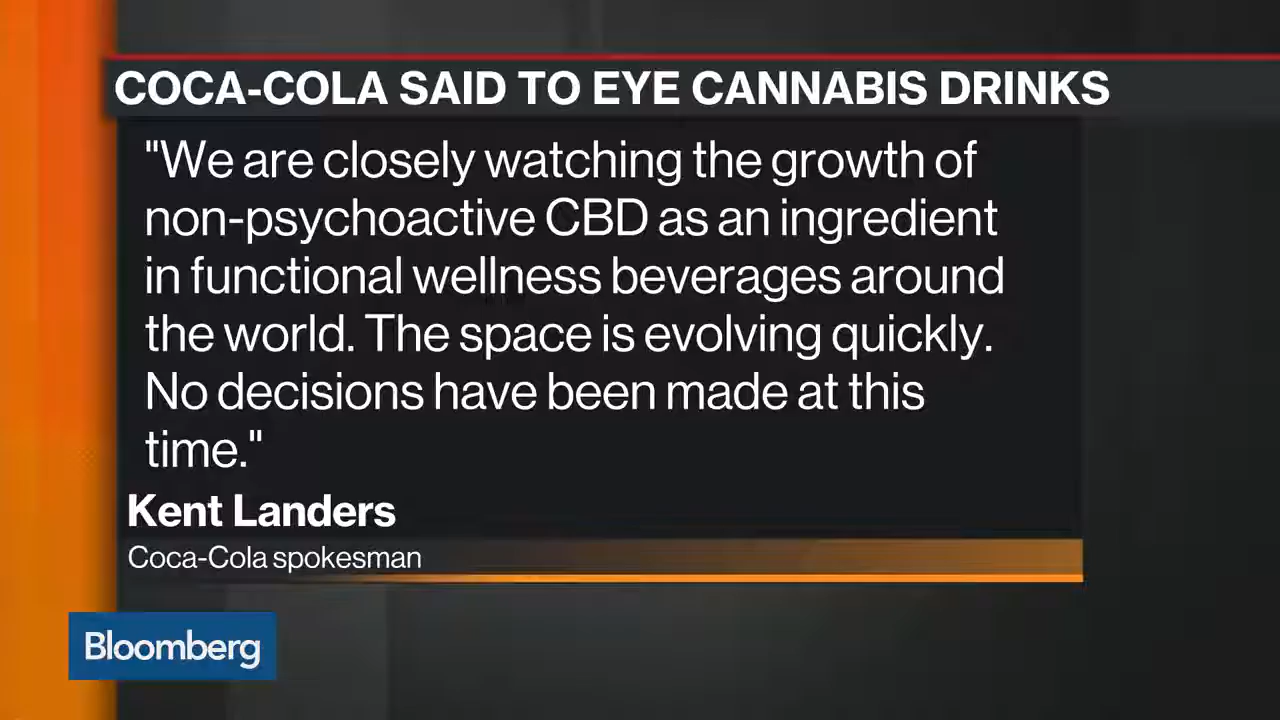 COCA-COLA SAID TO EYE CANNABIS DRINKS
"We are closely watching the growth of
non-psychoactive CBD as an ingredient
in functional wellness beverages around
the world. The space is evolving quickly.
No decisions have been made at this
time."
Kent Landers
Coca-Cola spokesman
Bloomberg